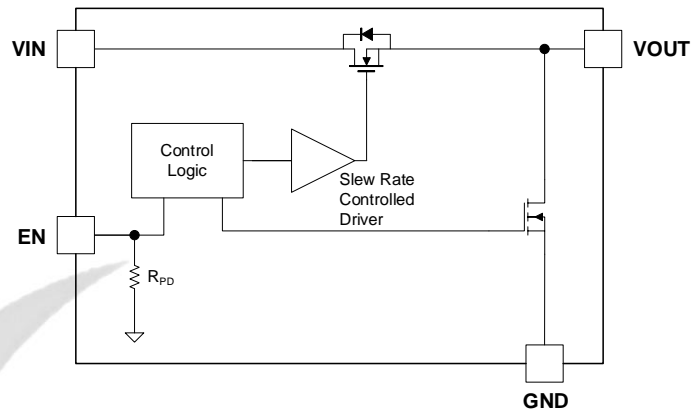 VIN
VOUT
Control
Logic
Slew Rate
Controlled
Driver
EN
RPD
GND